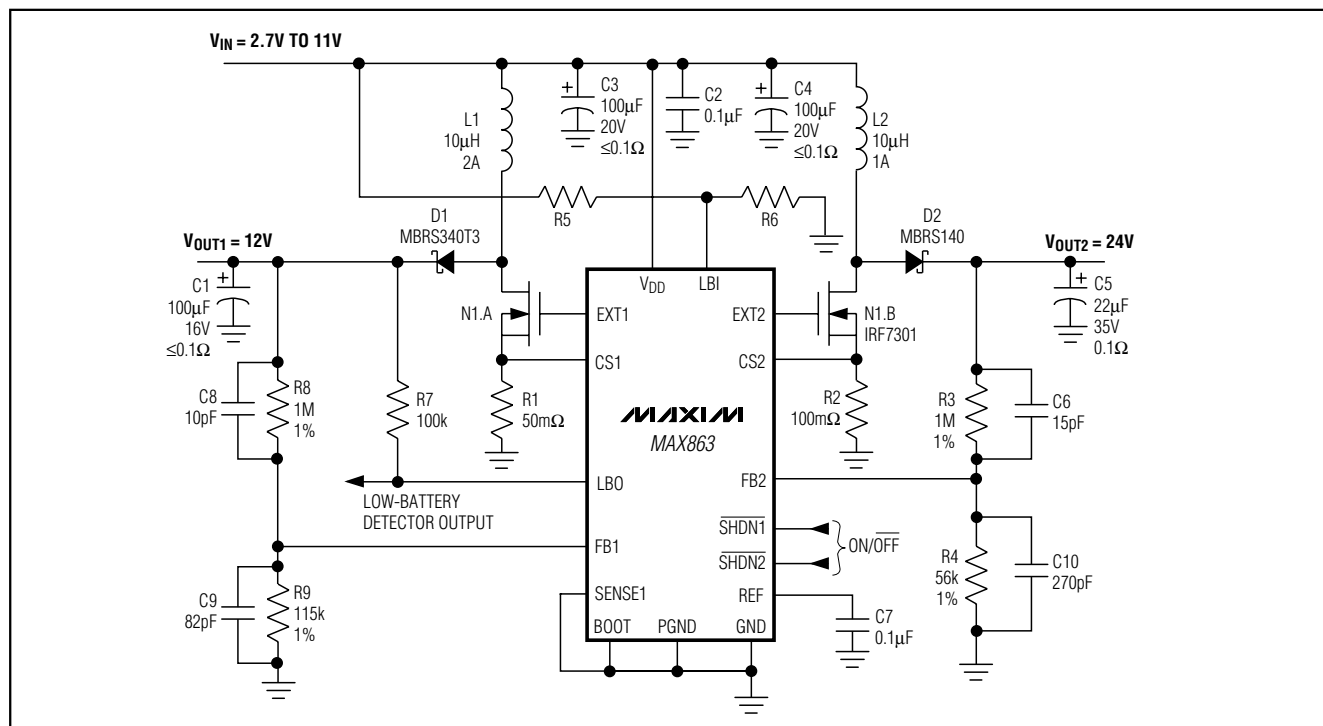 VIN = 2.7V TO 11V
C3
100µF
20V
≤0.1Ω
C2
0.1µF
C4
100µF
20V
≤0.1Ω
L1
10µH
2A
L2
10µH
1A
R5
R6
D1
MBRS340T3
D2
MBRS140
VOUT1 = 12V
VOUT2 = 24V
C1
100µF
16V
≤0.1Ω
C5
22µF
35V
0.1Ω
N1.A
N1.B
IRF7301
VDD
LBI
EXT1
EXT2
CS1
CS2
C8
10pF
R8
1M
1%
R7
100k
R1
50mΩ
MAXIM
MAX863
R2
100mΩ
R3
1M
1%
C6
15pF
LBO
FB2
LOW-BATTERY
DETECTOR OUTPUT
SHDN1
SHDN2
ON/OFF
FB1
R4
56k
1%
C10
270pF
C9
82pF
R9
115k
1%
SENSE1
REF
BOOT
PGND
GND
C7
0.1µF
+
+
+
+